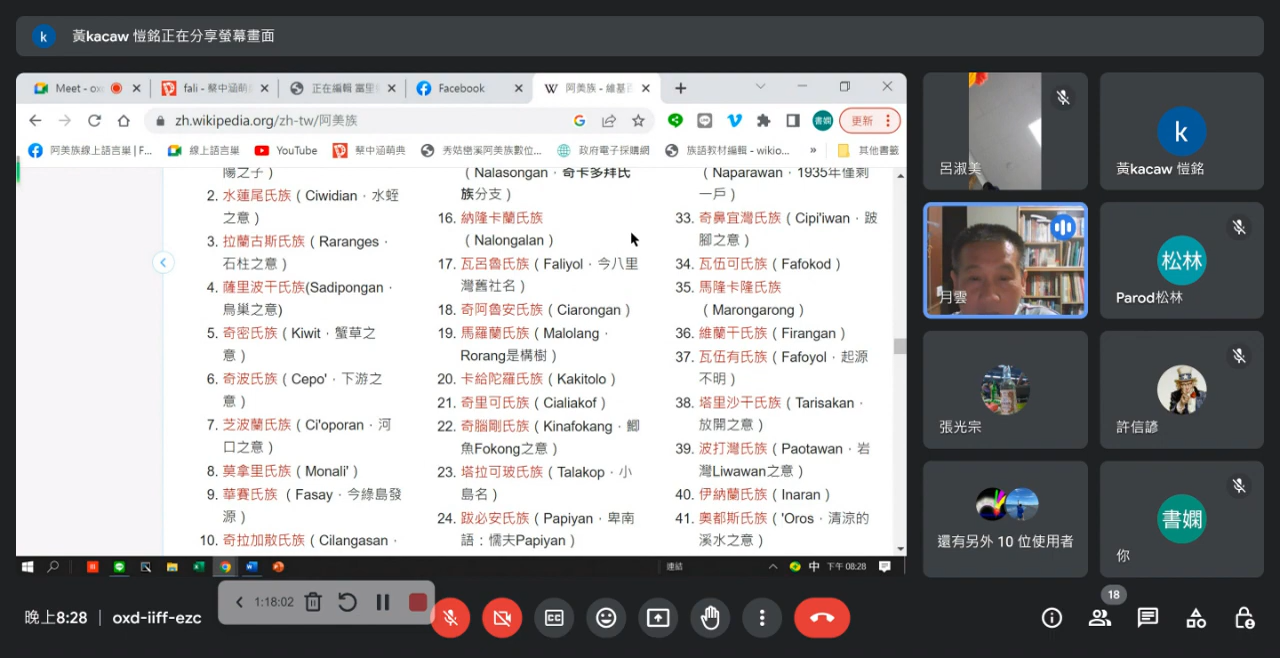 k
黃kacaw 愷銘正在分享螢幕畫面
Meet - ox
fali - 蔡中涵萌
正在編輯 富里
Facebook
W 阿美族 - 維基百
zh.wikipedia.org/zh-tw/阿美族
書嫻
更新
阿美族線上語言巢 | F...
線上語言巢
YouTube
蔡中涵萌典
秀姑巒溪阿美族數位...
政府電子採購網
族語教材編輯 - wikio...
»
其他書籤
陽之子）
2. 水蓮尾氏族（Ciwidian，水蛭
之意）
3. 拉蘭古斯氏族（Raranges，
石柱之意）
4. 薩里波干氏族(Sadipongan，
鳥巢之意)
5. 奇密氏族（Kiwit，蟹草之
意）
6. 奇波氏族（Cepo'，下游之
意）
7. 芝波蘭氏族（Ci'oporan，河
口之意）
8. 莫拿里氏族（Monali'）
9. 華賽氏族 （Fasay，今綠島發
源）
10. 奇拉加散氏族（Cilangasan，
（Nalasongan，奇卡多拜氏
族分支）
16. 納隆卡蘭氏族
（Nalongalan）
17. 瓦呂魯氏族（Faliyol，今八里
灣舊社名）
18. 奇阿魯安氏族（Ciarongan）
19. 馬羅蘭氏族（Malolang，
Rorang是構樹）
20. 卡給陀羅氏族（Kakitolo）
21. 奇里可氏族（Cialiakof）
22. 奇腦剛氏族（Kinafokang，鯽
魚Fokong之意）
23. 塔拉可玻氏族（Talakop，小
島名）
24. 跋必安氏族（Papiyan，卑南
語：懦夫Papiyan）
（Naparawan，1935年僅剩
一戶）
33. 奇鼻宜灣氏族（Cipi'iwan，跛
腳之意）
34. 瓦伍可氏族（Fafokod）
35. 馬隆卡隆氏族
（Marongarong）
36. 維蘭干氏族（Firangan）
37. 瓦伍有氏族（Fafoyol，起源
不明）
38. 塔里沙干氏族（Tarisakan，
放開之意）
39. 波打灣氏族（Paotawan，岩
灣Liwawan之意）
40. 伊納蘭氏族（Inaran）
41. 奧都斯氏族（'Oros，清涼的
溪水之意）
連結
中
下午 08:28
呂淑美
k
黃kacaw 愷銘
月雲
松林
Parod松林
張光宗
許信諺
還有另外 10 位使用者
書嫻
你
1:18:02
晚上8:28 | oxd-iiff-ezc
18